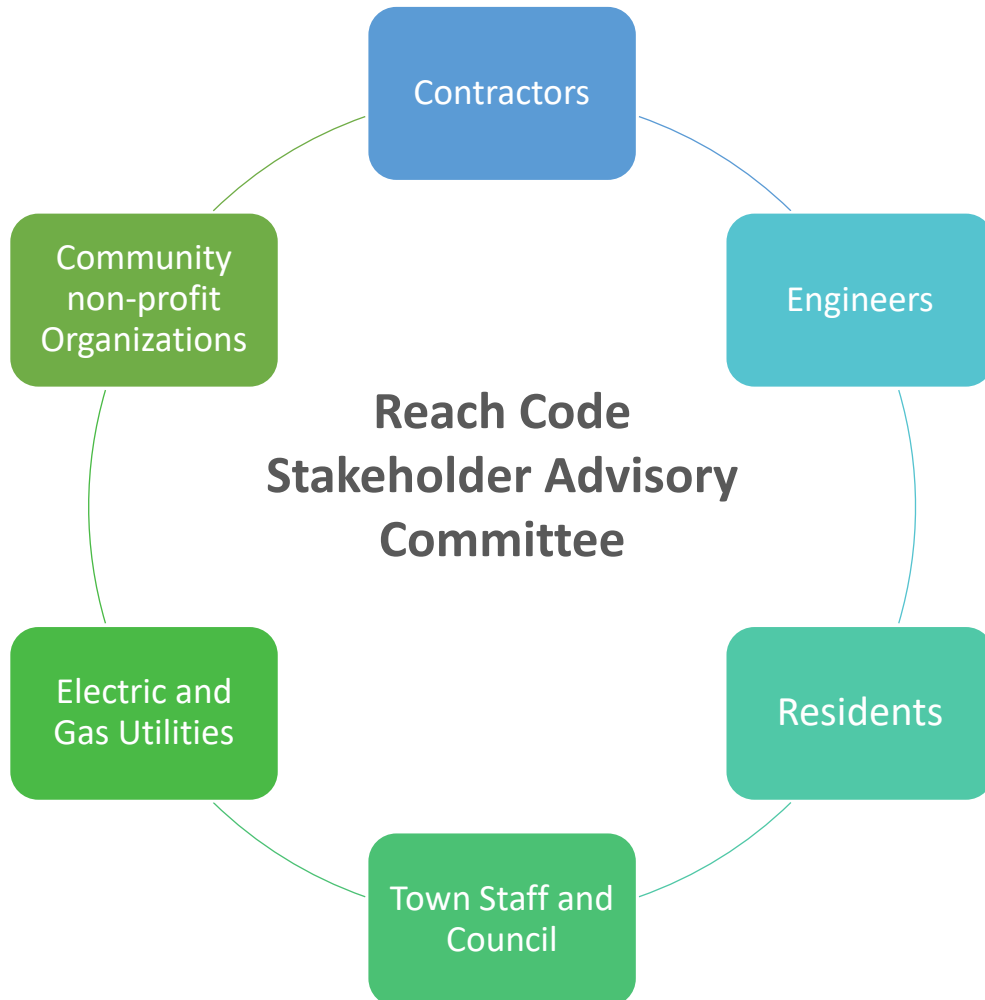 Contractors
Engineers
Residents
Town Staff and
Council
Electric and
Gas Utilities
Community
non-profit
Organizations
Reach Code
Stakeholder Advisory
Committee